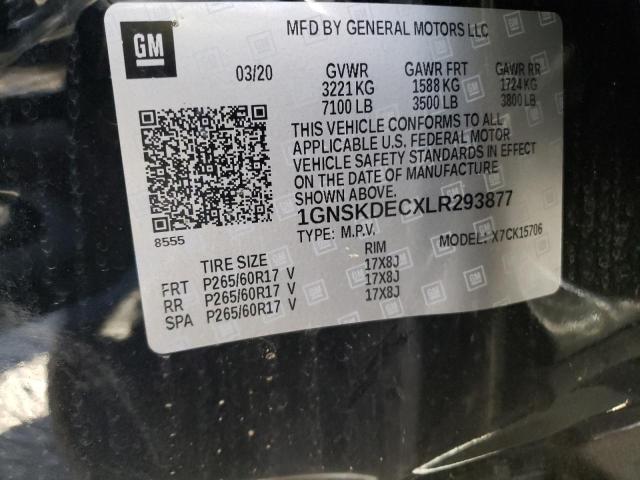 GM
MFD BY GENERAL MOTORS LLC
03/20 GVWR GAWR FRT GAWR RR
3221 KG 1588 KG 1724 KG
7100 LB 3500 LB 3800 LB
THIS VEHICLE CONFORMS TO ALL
APPLICABLE U.S. FEDERAL MOTOR
VEHICLE SAFETY STANDARDS IN EFFECT
ON THE DATE OF MANUFACTURE
SHOWN ABOVE.
1GNSKDECXLR293877
8555
TYPE: M.P.V. MODEL: X7CK15706
TIRE SIZE RIM
FRT P265/60R17 V 17X8J
RR P265/60R17 V 17X8J
SPA P265/60R17 V 17X8J